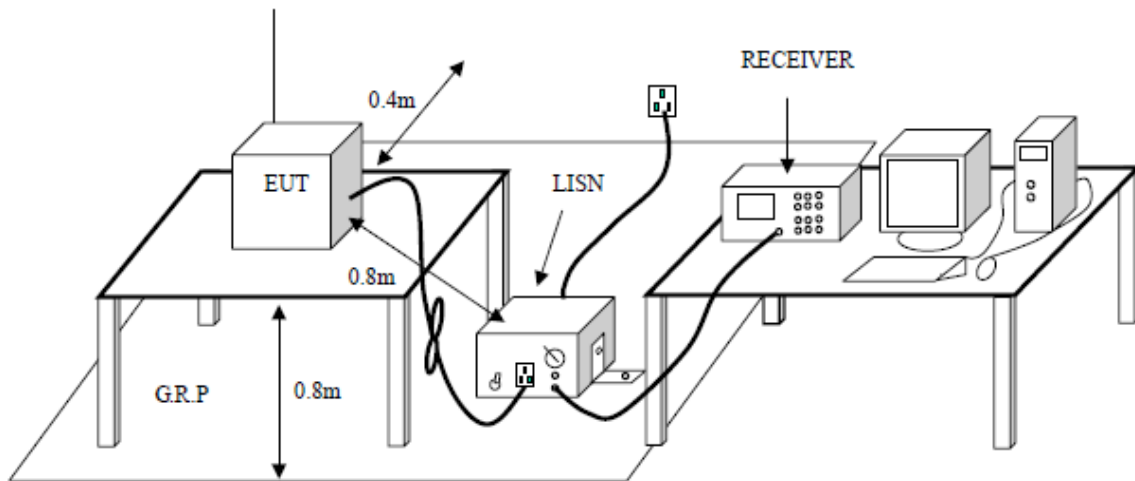 RECEIVER
0.4m
EUT
LISN
0.8m
G.R.P
0.8m